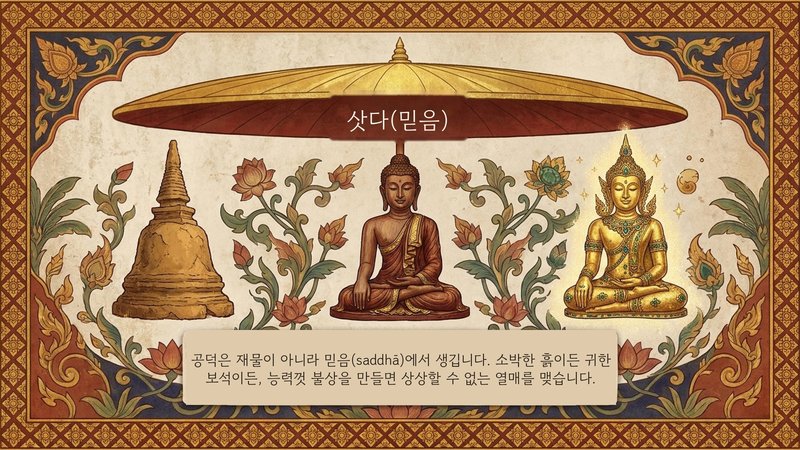 삿다(믿음)
공덕은 재물이 아니라 믿음(saddhā)에서 생깁니다. 소박한 흙이든 귀한
보석이든, 능력껏 불상을 만들면 상상할 수 없는 열매를 맺습니다.